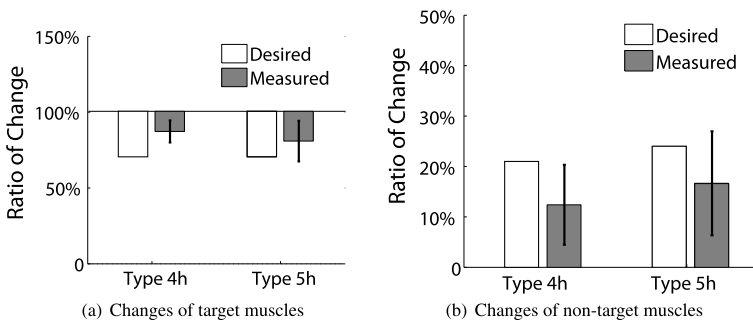 150%
100%
50%
0
Ratio of Change
Desired
Measured
Type 4h
Type 5h
(a) Changes of target muscles
50%
40%
30%
20%
10%
0
Ratio of Change
Desired
Measured
Type 4h
Type 5h
(b) Changes of non-target muscles